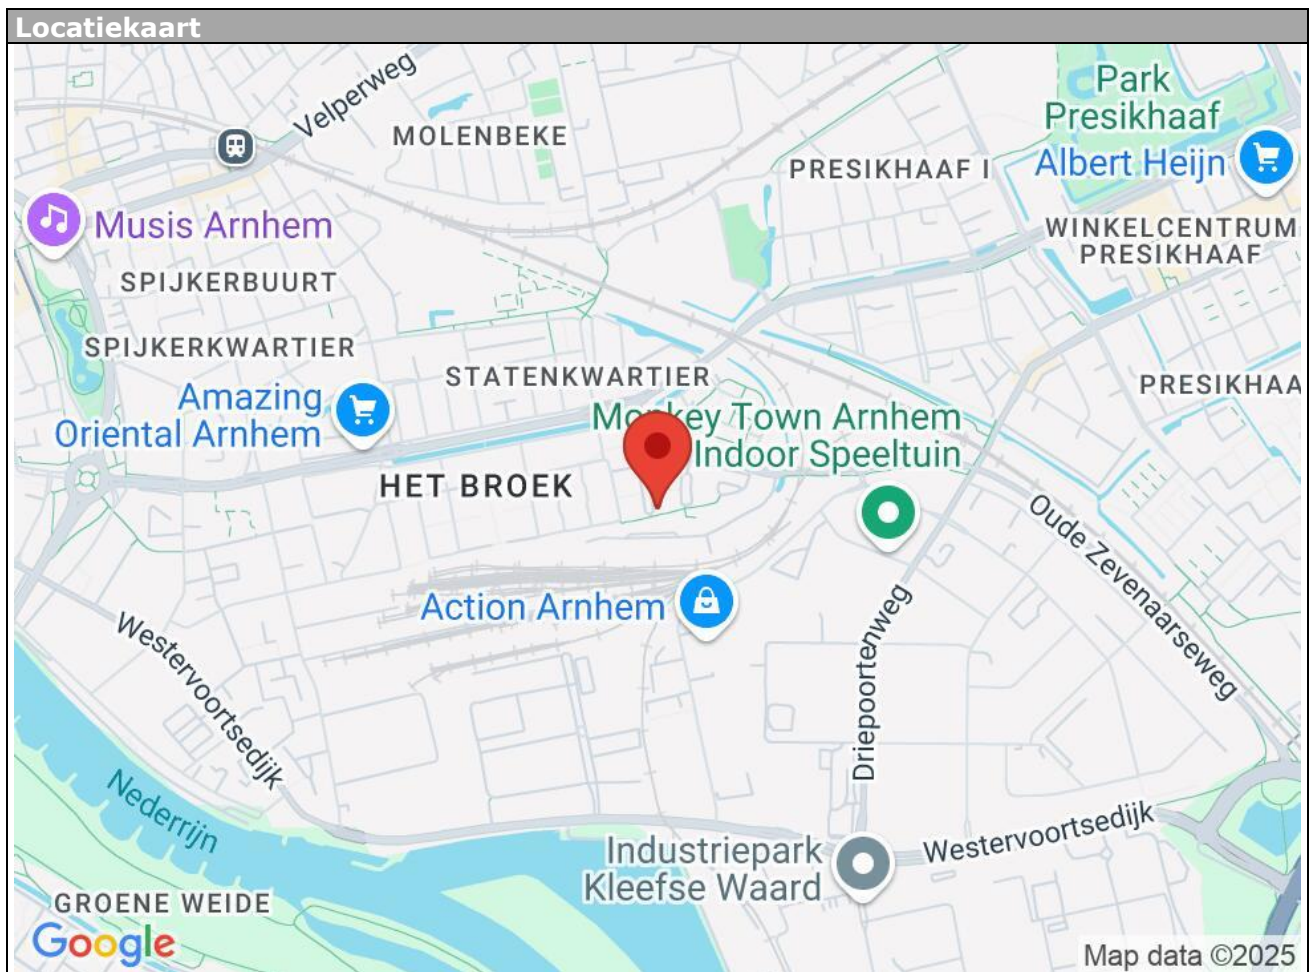 Locatiekaart
Velperweg
MOLENBEKE
Park
Presikhaaf
Albert Heijn
PRESIKHAAF I
Musis Arnhem
WINKELCENTRUM
PRESIKHAAF
SPIJKERBUURT
SPIJKERKWARTIER
STATENKWARTIER
PRESIKHAA
Amazing
Oriental Arnhem
Monkey Town Arnhem
Indoor Speeltuin
HET BROEK
Oude Zevenaarseweg
Action Arnhem
Westervoortsedijk
Driepoortenweg
Nederrijn
Industriepark
Kleefse Waard
Westervoortsedijk
GROENE WEIDE
Google
Map data ©2025